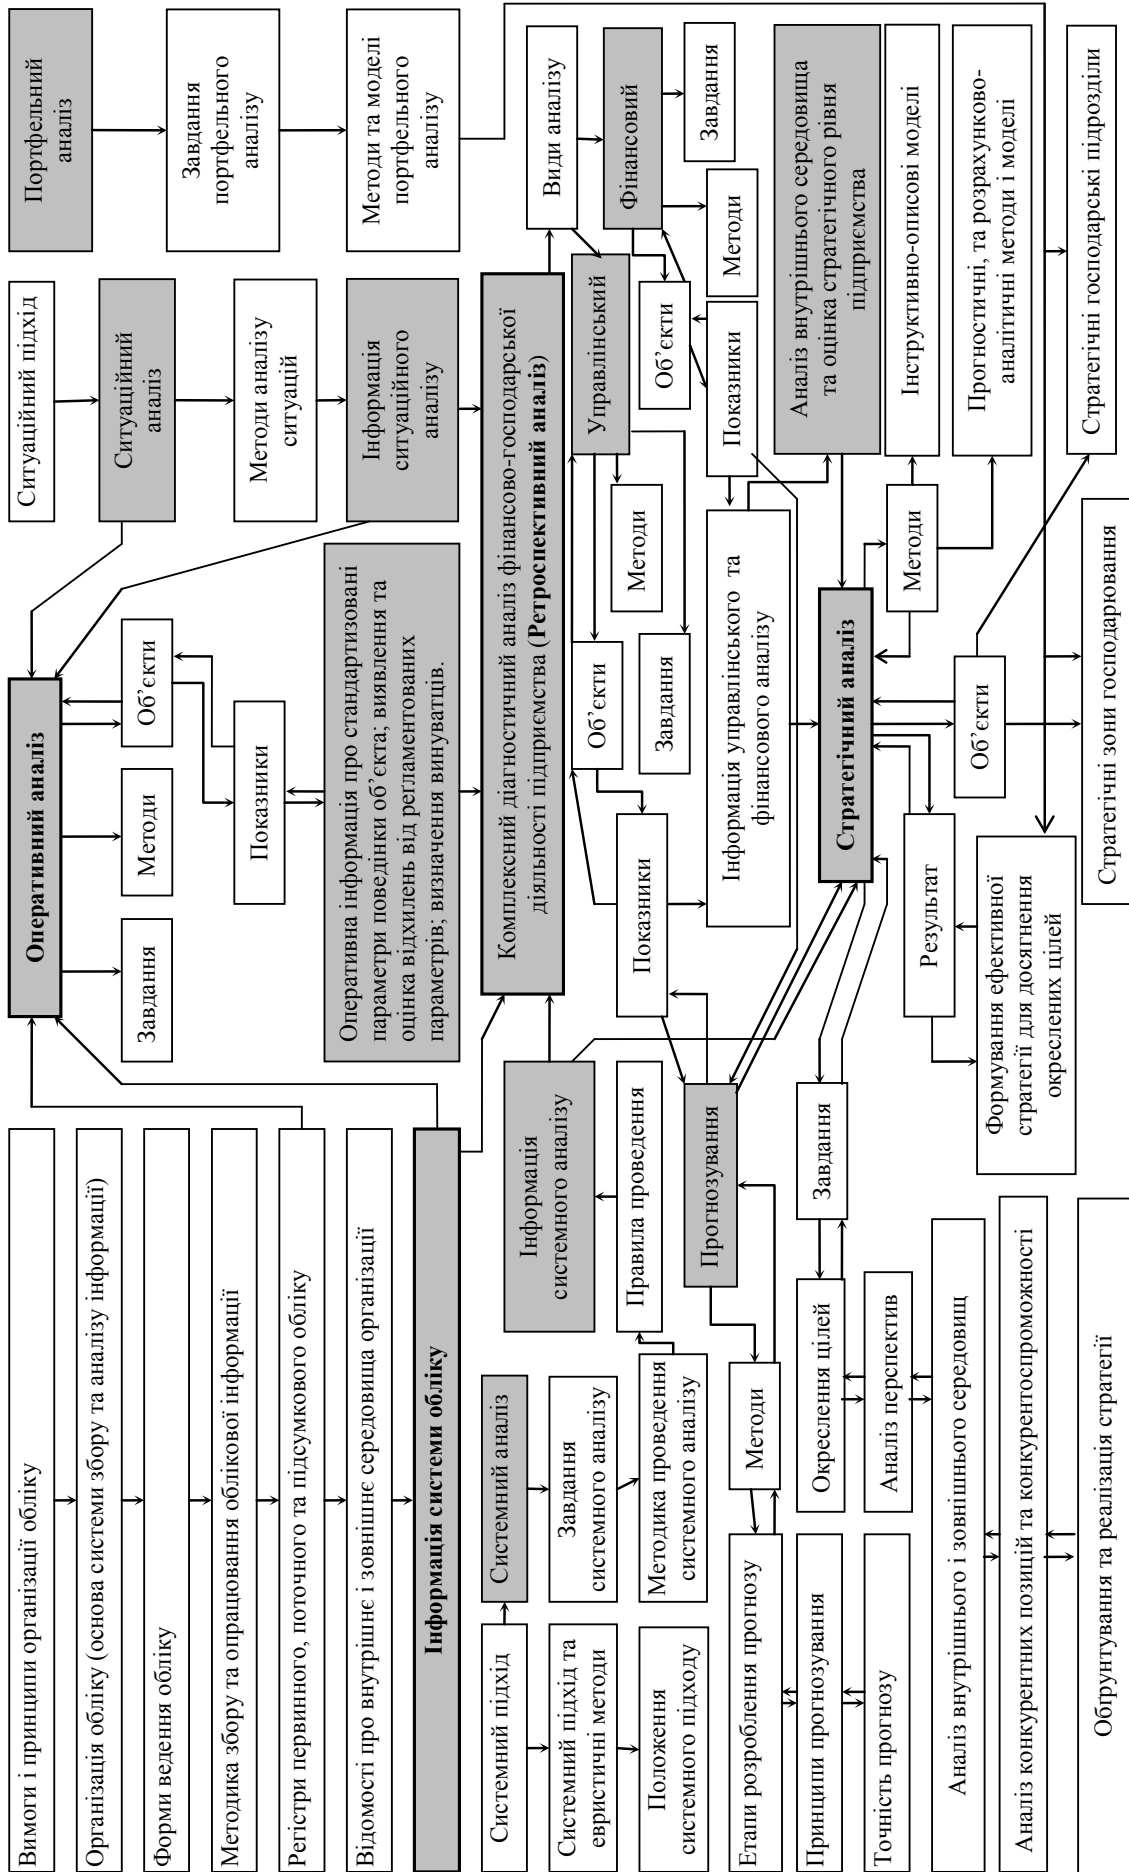 Вимоги і принципи організації обліку
Організація обліку (основа системи збору та аналізу інформації)
Форми ведення обліку
Методика збору та опрацювання облікової інформації
Регістри первинного, поточного та підсумкового обліку
Відомості про внутрішнє і зовнішнє середовища організації
Інформація системи обліку
Оперативний аналіз
Завдання
Методи
Об’єкти
Показники
Оперативна інформація про стандартизовані
параметри поведінки об’єкта; виявлення та
оцінка відхилень від регламентованих
параметрів; визначення винуватців.
Ситуаційний підхід
Ситуаційний
аналіз
Методи аналізу
ситуацій
Інформація
ситуаційного
аналізу
Портфельний
аналіз
Завдання
портфельного
аналізу
Методи та моделі
портфельного
аналізу
Системний підхід
Системний аналіз
Системний підхід та
евристичні методи
Завдання
системного аналізу
Положення
системного підходу
Методика проведення
системного аналізу
Інформація
системного аналізу
Правила проведення
Комплексний діагностичний аналіз фінансово-господарської
діяльності підприємства (Ретроспективний аналіз)
Види аналізу
Управлінський
Фінансовий
Об’єкти
Методи
Завдання
Показники
Об’єкти
Методи
Завдання
Показники
Інформація управлінського та
фінансового аналізу
Аналіз внутрішнього середовища
та оцінка стратегічного рівня
підприємства
Прогнозування
Методи
Етапи розроблення прогнозу
Принципи прогнозування
Точність прогнозу
Стратегічний аналіз
Завдання
Окреслення цілей
Аналіз перспектив
Аналіз внутрішнього і зовнішнього середовищ
Аналіз конкурентних позицій та конкурентоспроможності
Обґрунтування та реалізація стратегії
Результат
Формування ефективної
стратегії для досягнення
окреслених цілей
Об’єкти
Методи
Інструктивно-описові моделі
Прогностичні, та розрахунково-
аналітичні методи і моделі
Стратегічні господарські підрозділи
Стратегічні зони господарювання